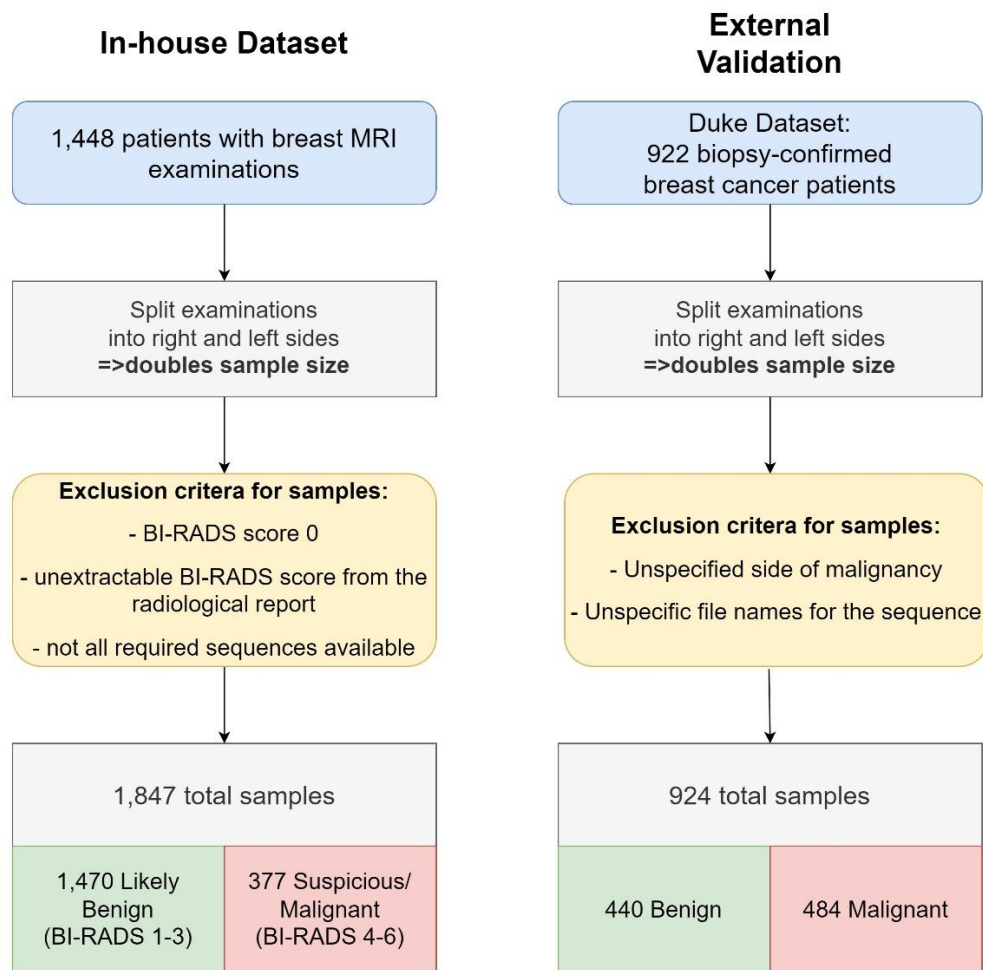 In-house Dataset
1,448 patients with breast MRI
examinations
Split examinations
into right and left sides
=>doubles sample size
Exclusion critera for samples:
- BI-RADS score 0
- unextractable BI-RADS score from the
radiological report
- not all required sequences available
1,847 total samples
1,470 Likely
Benign
(BI-RADS 1-3)
377 Suspicious/
Malignant
(BI-RADS 4-6)
External
Validation
Duke Dataset:
922 biopsy-confirmed
breast cancer patients
Split examinations
into right and left sides
=>doubles sample size
Exclusion critera for samples:
- Unspecified side of malignancy
- Unspecific file names for the sequence
924 total samples
440 Benign
484 Malignant